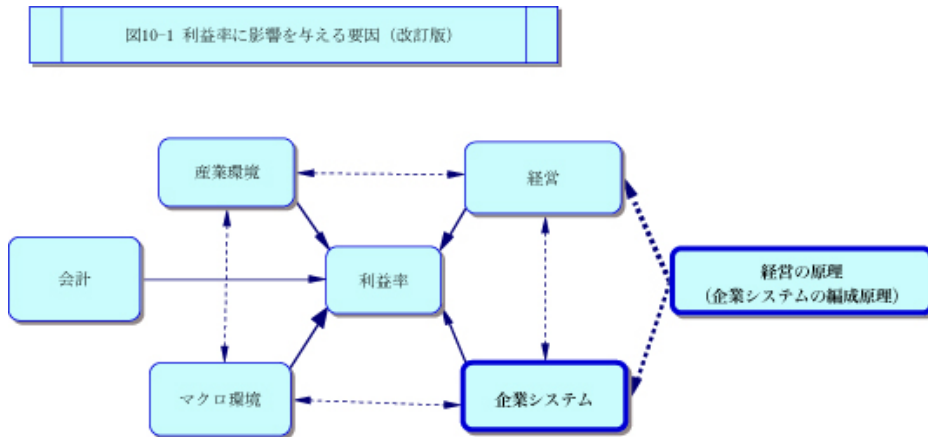 図10-1 利益率に影響を与える要因（改訂版）
産業環境
経営
会計
利益率
経営の原理
（企業システムの編成原理）
マクロ環境
企業システム